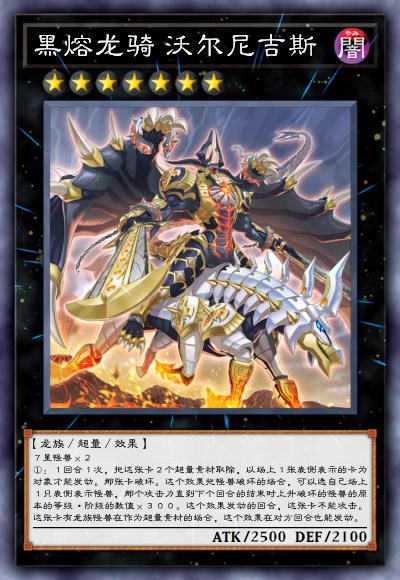 黑熔龙骑 沃尔尼吉斯
やみ
闇
【龙族／超量／效果】
７星怪兽×２
①：１回合１次，把这张卡２个超量素材取除，以场上１张表侧表示的卡为
对象才能发动。那张卡破坏。这个效果把怪兽破坏的场合，可以选自己场上
１只表侧表示怪兽，那个攻击力直到下个回合的结束时上升破坏的怪兽的原
本的等级·阶级的数值×３００。这个效果发动的回合，这张卡不能攻击。
这张卡有龙族怪兽在作为超量素材的场合，这个效果在对方回合也能发动。
ATK/2500 DEF/2100